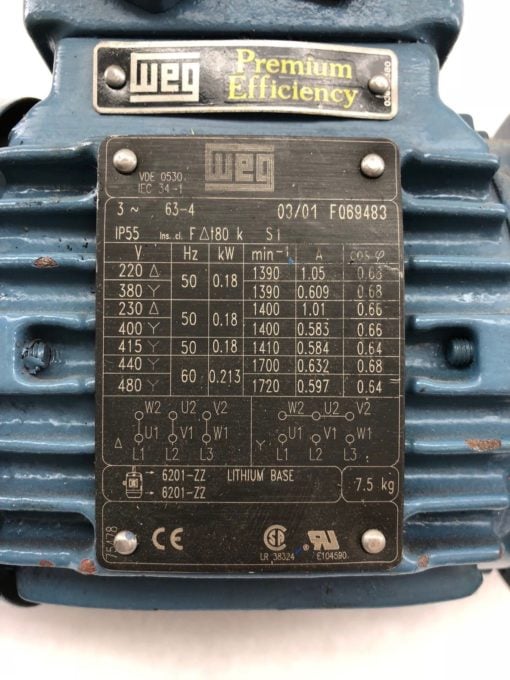 WEG Premium Efficiency
VDE 0530
IEC 34-1
WEG
3 ~ 63-4 03/01 F069483
IP55 Ins. cl. F Δt80 k S1
V Hz kW min⁻¹ A cos φ
220 Δ 50 0.18 1390 1.05 0.68
380 Y 1390 0.609 0.68
230 Δ 50 0.18 1400 1.01 0.66
400 Y 1400 0.583 0.66
415 Y 50 0.18 1410 0.584 0.64
440 Y 60 0.213 1700 0.632 0.68
480 Y 1720 0.597 0.64
W2 U2 V2 W2 U2 V2
U1 V1 W1 U1 V1 W1
Δ L1 L2 L3 Y L1 L2 L3
6201-ZZ LITHIUM BASE 7.5 kg
6201-ZZ
CE
LR 38324 E104590